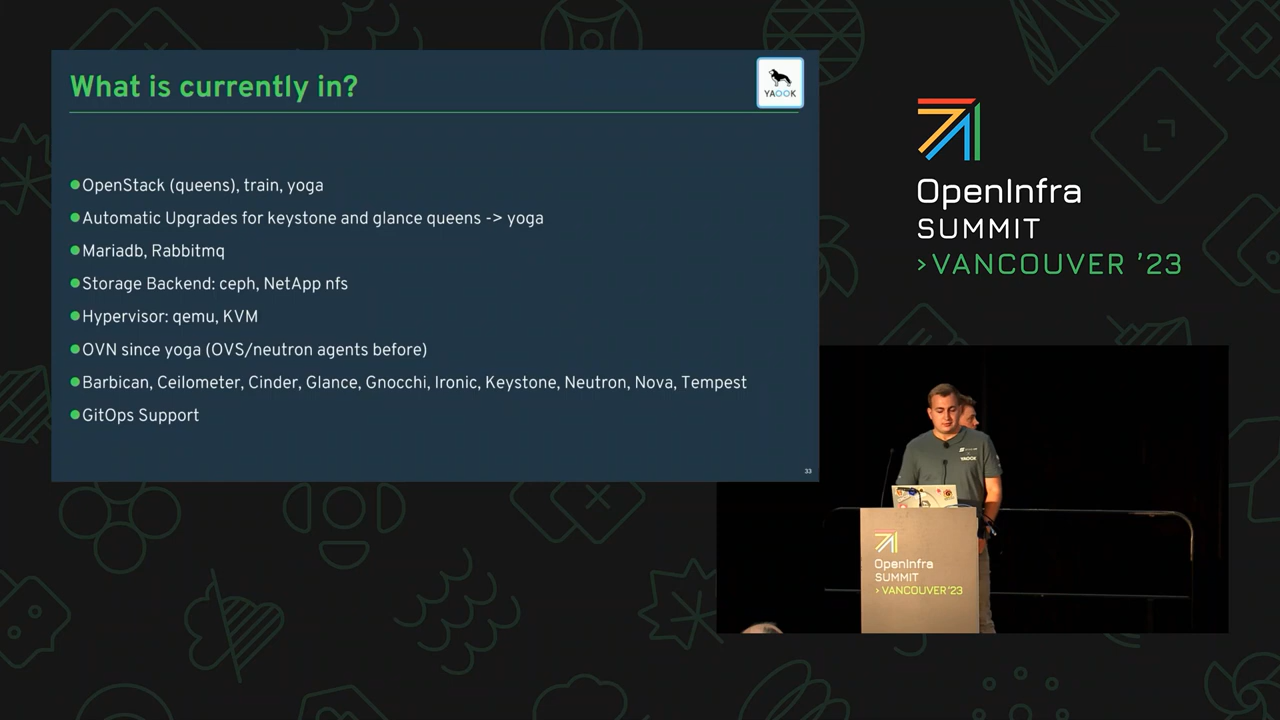 What is currently in?
YAOOK
OpenStack (queens), train, yoga
Automatic Upgrades for keystone and glance queens -> yoga
Mariadb, Rabbitmq
Storage Backend: ceph, NetApp nfs
Hypervisor: qemu, KVM
OVN since yoga (OVS/neutron agents before)
Barbican, Ceilometer, Cinder, Glance, Gnocchi, Ironic, Keystone, Neutron, Nova, Tempest
GitOps Support
33
OpenInfra
SUMMIT
>VANCOUVER '23
YAOOK
OpenInfra
SUMMIT
> VANCOUVER '23